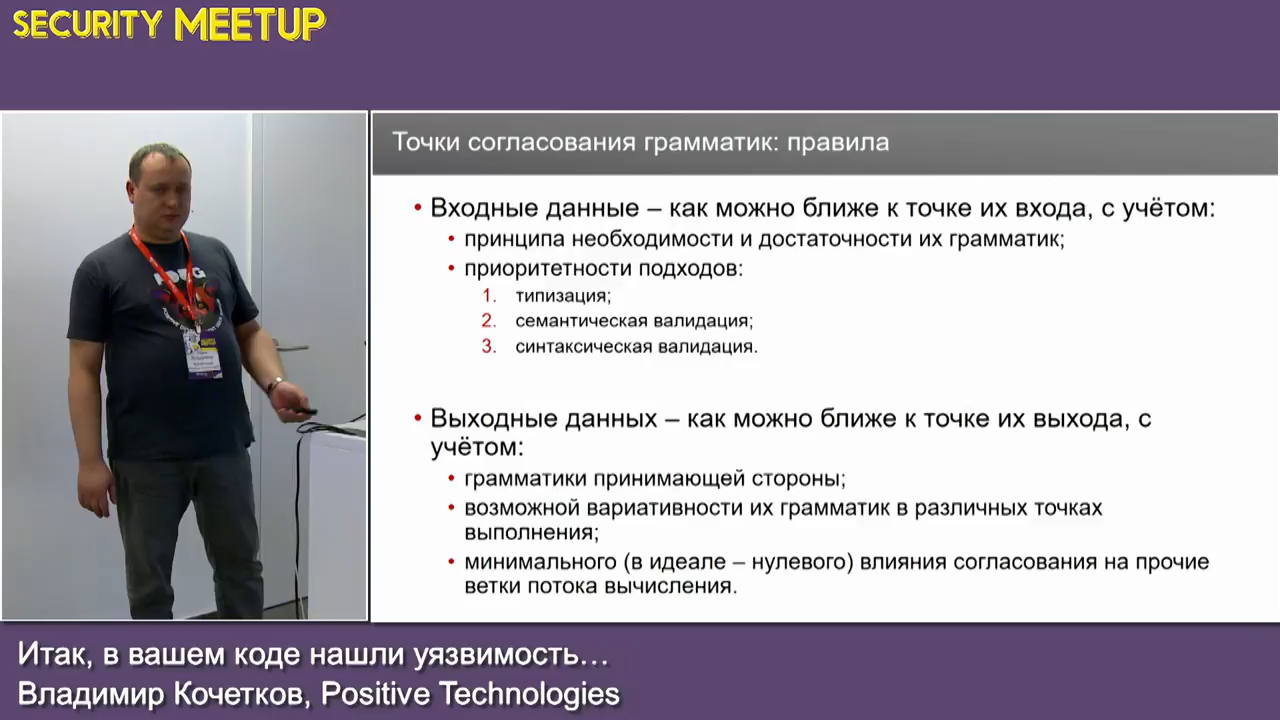 SECURITY MEETUP
Точки согласования грамматик: правила
• Входные данные – как можно ближе к точке их входа, с учётом:
• принципа необходимости и достаточности их грамматик;
• приоритетности подходов:
1. типизация;
2. семантическая валидация;
3. синтаксическая валидация.
• Выходные данных – как можно ближе к точке их выхода, с
учётом:
• грамматики принимающей стороны;
• возможной вариативности их грамматик в различных точках
выполнения;
• минимального (в идеале – нулевого) влияния согласования на прочие
ветки потока вычисления.
Итак, в вашем коде нашли уязвимость...
Владимир Кочетков, Positive Technologies